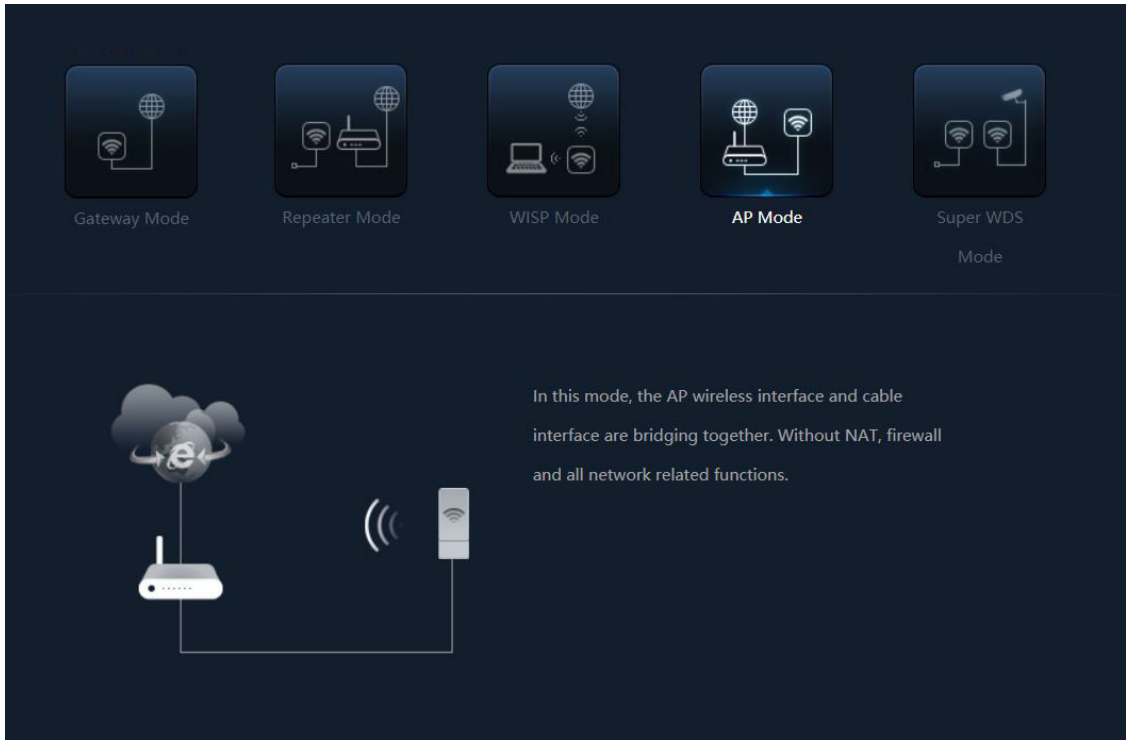 Gateway Mode
Repeater Mode
WISP Mode
AP Mode
Super WDS
Mode
In this mode, the AP wireless interface and cable
interface are bridging together. Without NAT, firewall
and all network related functions.